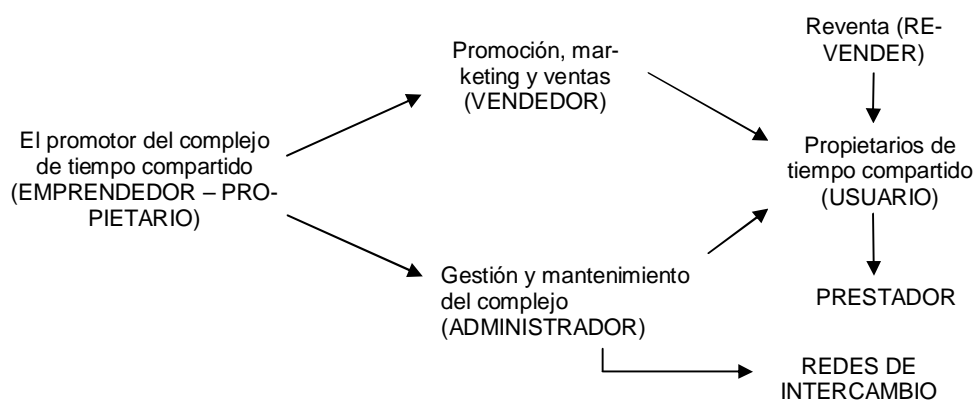 El promotor del complejo
de tiempo compartido
(EMPRENDEDOR – PRO-
PIETARIO)
Promoción, mar-
keting y ventas
(VENDEDOR)
Gestión y mantenimiento
del complejo
(ADMINISTRADOR)
Reventa (RE-
VENDER)
Propietarios de
tiempo compartido
(USUARIO)
PRESTADOR
REDES DE
INTERCAMBIO